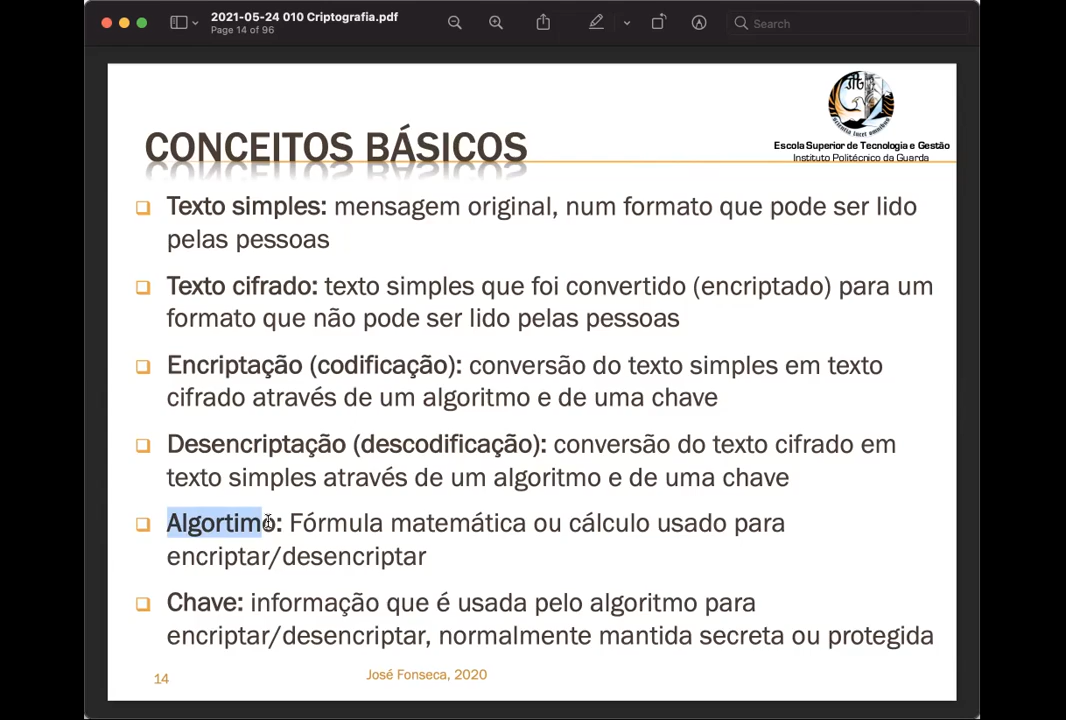 2021-05-24 010 Criptografia.pdf
Page 14 of 96
Search
Escola Superior de Tecnologia e Gestão
Instituto Politécnico da Guarda
CONCEITOS BÁSICOS
Texto simples: mensagem original, num formato que pode ser lido
pelas pessoas
Texto cifrado: texto simples que foi convertido (encriptado) para um
formato que não pode ser lido pelas pessoas
Encriptação (codificação): conversão do texto simples em texto
cifrado através de um algoritmo e de uma chave
Desencriptação (descodificação): conversão do texto cifrado em
texto simples através de um algoritmo e de uma chave
Algortimo: Fórmula matemática ou cálculo usado para
encriptar/desencriptar
Chave: informação que é usada pelo algoritmo para
encriptar/desencriptar, normalmente mantida secreta ou protegida
14
José Fonseca, 2020